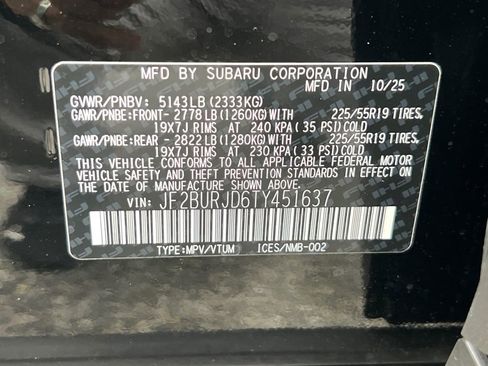 MFD BY SUBARU CORPORATION MFD IN 10/25
GVWR/PNBV: 5143LB (2333KG)
GAWR/PNBE:FRONT-2778 LB (1260KG)WITH 225/55R19 TIRES,
19X7J RIMS AT 240 KPA (35 PSI) COLD
GAWR/PNBE:REAR - 2822 LB (1280KG)WITH 225/55R19 TIRES,
19X7J RIMS AT 230 KPA (33 PSI) COLD
THIS VEHICLE CONFORMS TO ALL APPLICABLE FEDERAL MOTOR
VEHICLE SAFETY AND THEFT PREVENTION STANDARDS IN EFFECT
ON THE DATE OF MANUFACTURE SHOWN ABOVE.
VIN: JF2BURJD6TY451637
TYPE:MPV/VTUM ICES/NMB-002